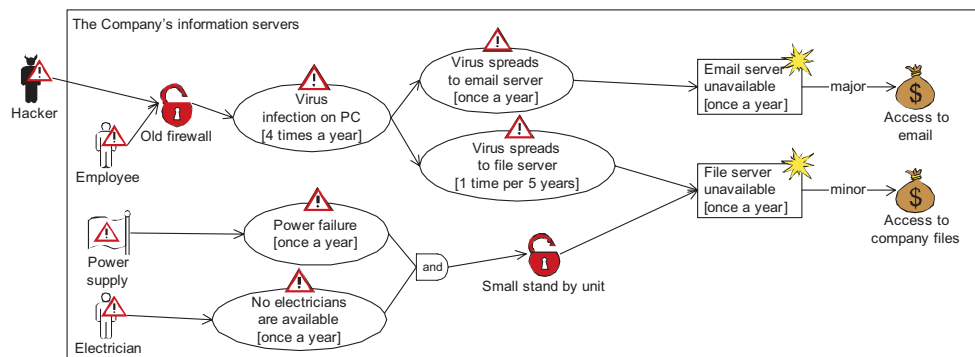 The Company's information servers
Hacker
Employee
Old firewall
Virus
infection on PC
[4 times a year]
Virus spreads
to email server
[once a year]
Virus spreads
to file server
[1 time per 5 years]
Email server
unavailable
[once a year]
major
$
Access to
email
File server
unavailable
[once a year]
minor
$
Access to
company files
Power
supply
Power failure
[once a year]
and
Small stand by unit
Electrician
No electricians
are available
[once a year]